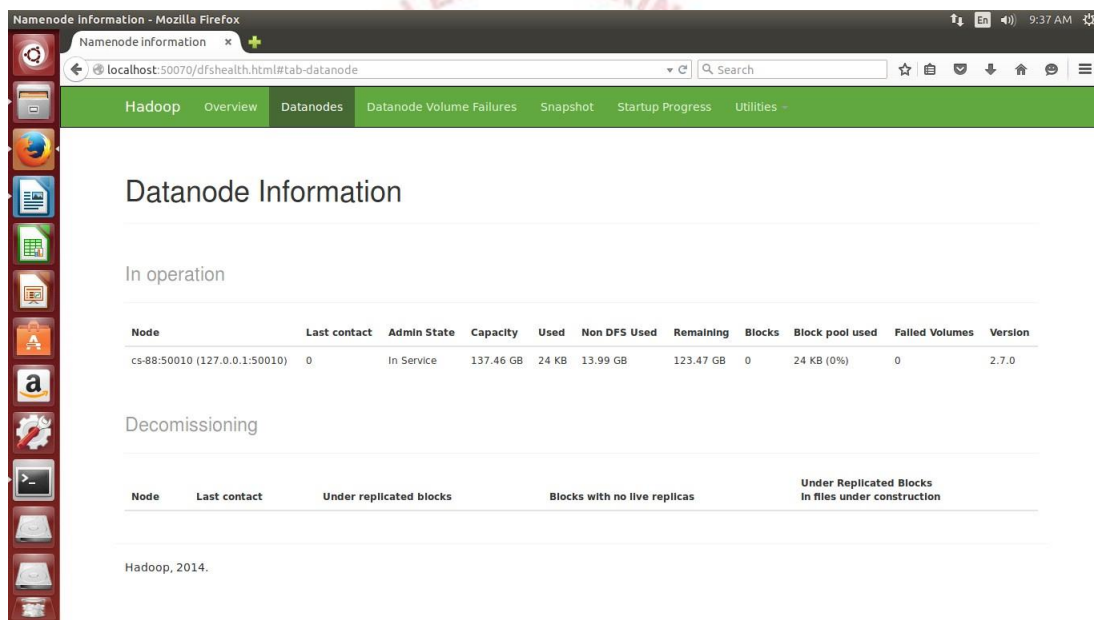 Namenode information - Mozilla Firefox
En 9:37 AM
Namenode information ×
localhost:50070/dfshealth.html#tab-datanode Search
Hadoop Overview Datanodes Datanode Volume Failures Snapshot Startup Progress Utilities
Datanode Information
In operation
Node Last contact Admin State Capacity Used Non DFS Used Remaining Blocks Block pool used Failed Volumes Version
cs-88:50010 (127.0.0.1:50010) 0 In Service 137.46 GB 24 KB 13.99 GB 123.47 GB 0 24 KB (0%) 0 2.7.0
Decomissioning
Node Last contact Under replicated blocks Blocks with no live replicas Under Replicated Blocks
In files under construction
Hadoop, 2014.